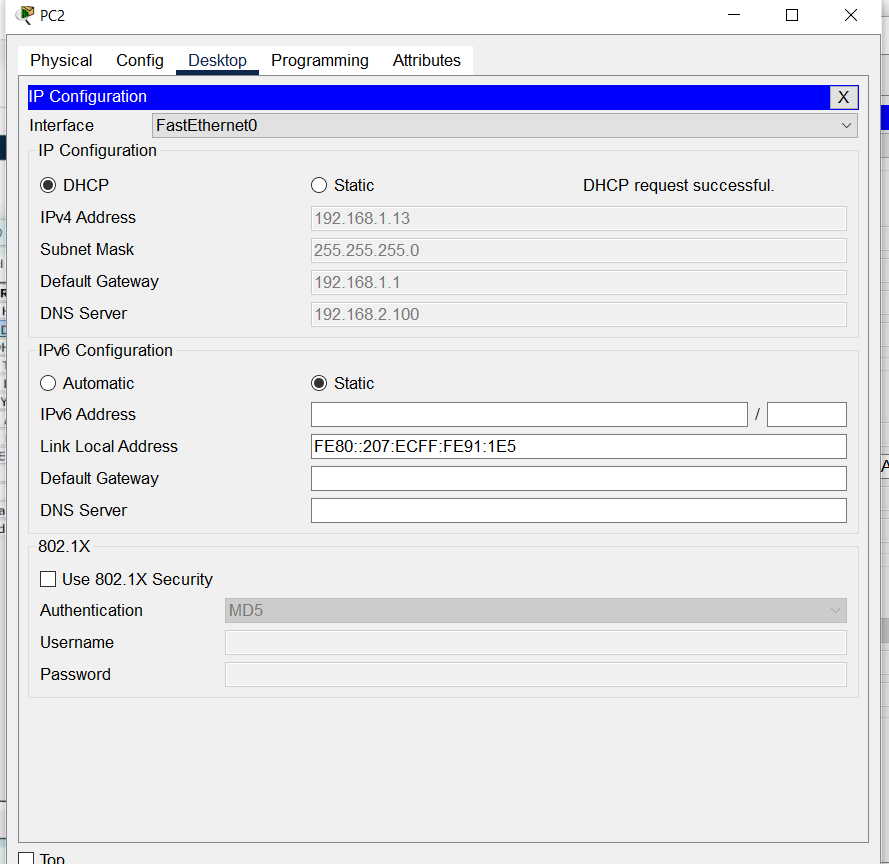 PC2
Physical Config Desktop Programming Attributes
IP Configuration X
Interface FastEthernet0
IP Configuration
DHCP Static DHCP request successful.
IPv4 Address 192.168.1.13
Subnet Mask 255.255.255.0
Default Gateway 192.168.1.1
DNS Server 192.168.2.100
IPv6 Configuration
Automatic Static
IPv6 Address /
Link Local Address FE80::207:ECFF:FE91:1E5
Default Gateway
DNS Server
802.1X
Use 802.1X Security
Authentication MD5
Username
Password
Top